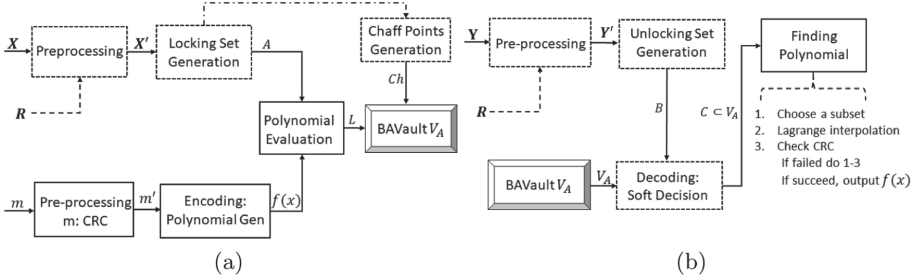 X
Preprocessing
X′
Locking Set
Generation
A
Chaff Points
Generation
R
Ch
Polynomial
Evaluation
L
BAVault V_A
m
Pre-processing
m: CRC
m′
Encoding:
Polynomial Gen
f(x)
(a)
Y
Pre-processing
Y′
Unlocking Set
Generation
Finding
Polynomial
R
B
C ⊂ V_A
1. Choose a subset
2. Lagrange interpolation
3. Check CRC
If failed do 1-3
If succeed, output f(x)
BAVault V_A
V_A
Decoding:
Soft Decision
(b)